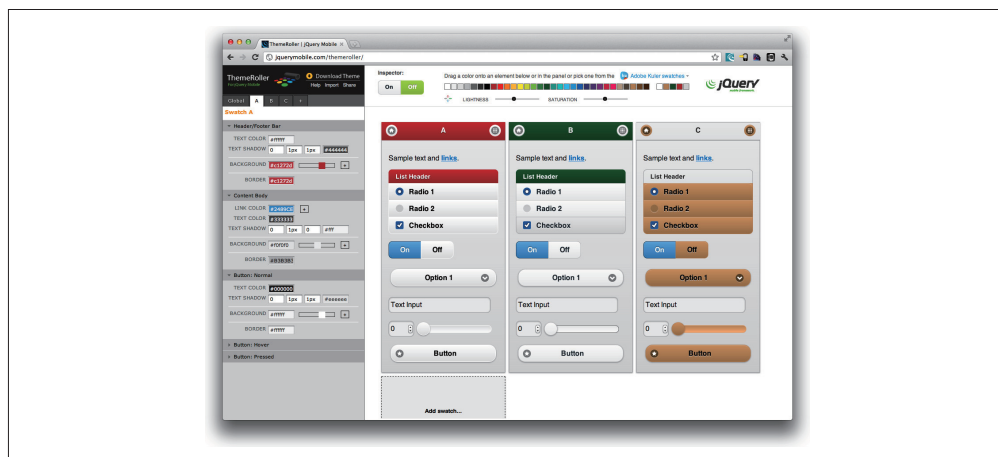 ThemeRoller | jQuery Mobile
jquerymobile.com/themeroller/
ThemeRoller
For jQuery Mobile
Download Theme
Help Import Share
Inspector:
On Off
Drag a color onto an element below or in the panel or pick one from the Adobe Kuler swatches
LIGHTNESS SATURATION
jQuery
Global A B C +
Swatch A
Header/Footer Bar
TEXT COLOR #ffffff
TEXT SHADOW 0 1px 1px #444444
BACKGROUND #c1272d +
BORDER #c1272d
Content Body
LINK COLOR #2489CE +
TEXT COLOR #333333
TEXT SHADOW 0 1px 0 #fff
BACKGROUND #f0f0f0 +
BORDER #B3B3B3
Button: Normal
TEXT COLOR #000000
TEXT SHADOW 0 1px 1px #eeeeee
BACKGROUND #ffffff +
BORDER #ffffff
Button: Hover
Button: Pressed
A
Sample text and links.
List Header
Radio 1
Radio 2
Checkbox
On Off
Option 1
Text Input
0
Button
B
Sample text and links.
List Header
Radio 1
Radio 2
Checkbox
On Off
Option 1
Text Input
0
Button
C
Sample text and links.
List Header
Radio 1
Radio 2
Checkbox
On Off
Option 1
Text Input
0
Button
Add swatch...